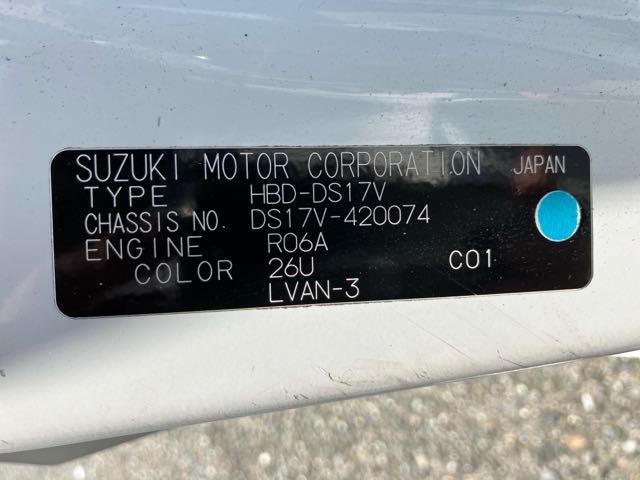 SUZUKI MOTOR CORPORATION JAPAN
TYPE HBD-DS17V
CHASSIS NO. DS17V-420074
ENGINE R06A
COLOR 26U C01
LVAN-3